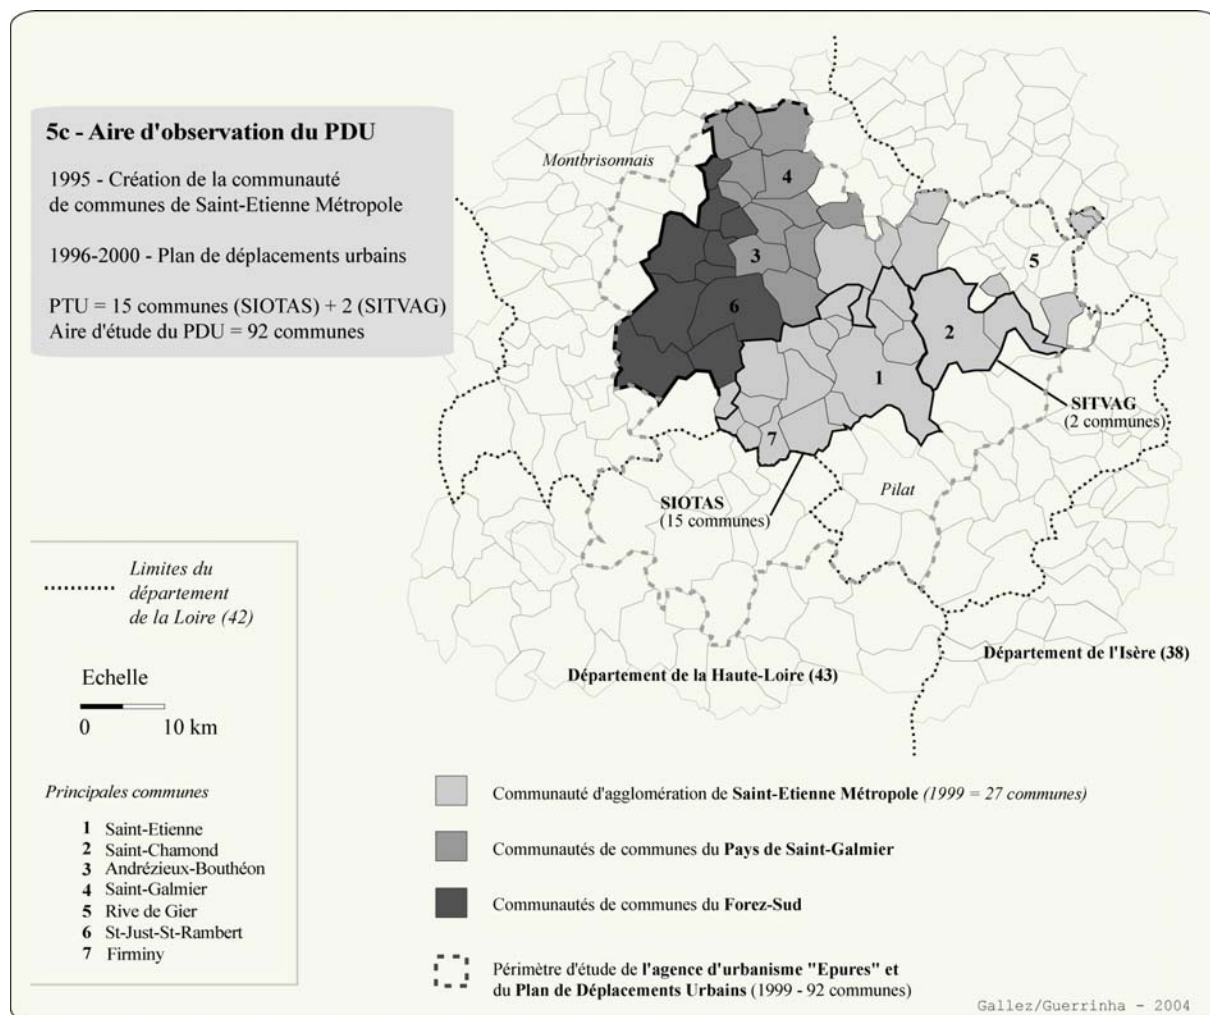 5c - Aire d'observation du PDU
1995 - Création de la communauté
de communes de Saint-Etienne Métropole
1996-2000 - Plan de déplacements urbains
PTU = 15 communes (SIOTAS) + 2 (SITVAG)
Aire d'étude du PDU = 92 communes
Montbrisonnais
4
5
3
6
2
1
7
SITVAG
(2 communes)
SIOTAS
(15 communes)
Pilat
Département de l'Isère (38)
Département de la Haute-Loire (43)
Limites du
département
de la Loire (42)
Echelle
0 10 km
Principales communes
1 Saint-Etienne
2 Saint-Chamond
3 Andrézieux-Bouthéon
4 Saint-Galmier
5 Rive de Gier
6 St-Just-St-Rambert
7 Firminy
Communauté d'agglomération de Saint-Etienne Métropole (1999 = 27 communes)
Communautés de communes du Pays de Saint-Galmier
Communautés de communes du Forez-Sud
Périmètre d'étude de l'agence d'urbanisme "Epures" et
du Plan de Déplacements Urbains (1999 - 92 communes)
Gallez/Guerrinha - 2004